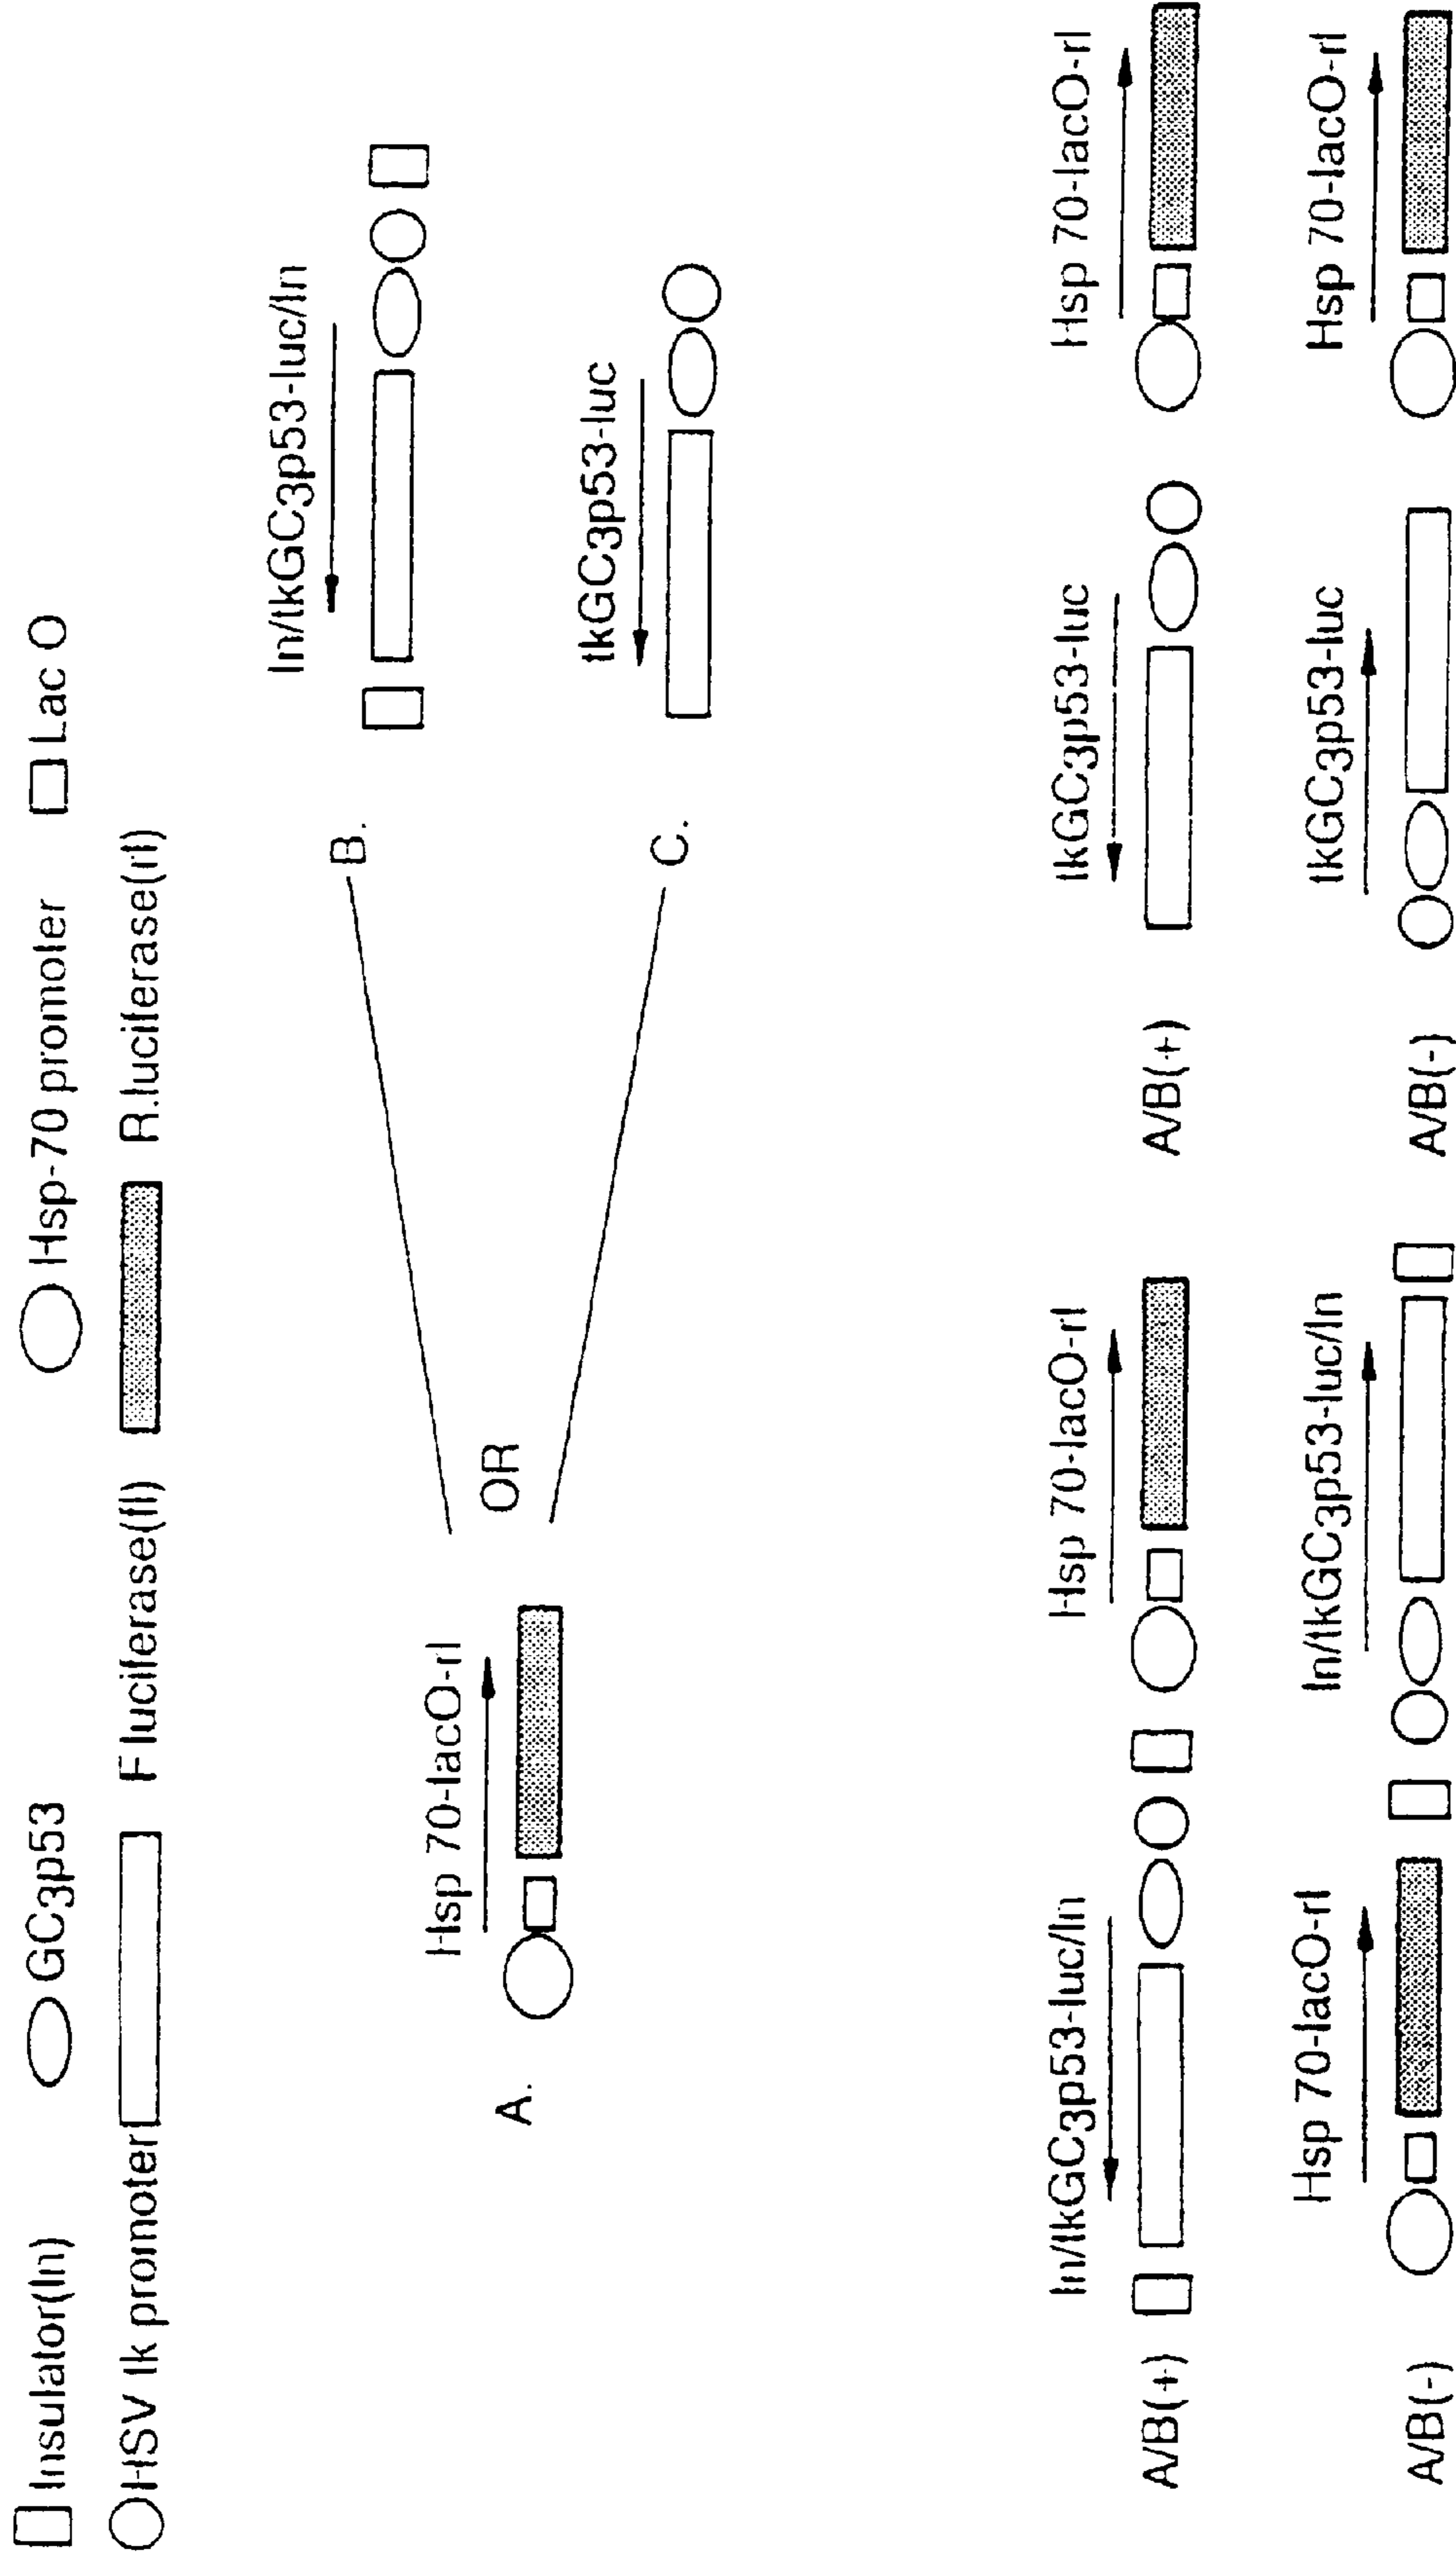 Insulator(In) GC3p53 Hsp-70 promoter Lac O
HSV tk promoter F luciferase(fl) R.luciferase(rl)
In/tkGC3p53-luc/In
B.
Hsp 70-lacO-rl
A.
OR
tkGC3p53-luc
C.
In/tkGC3p53-luc/In Hsp 70-lacO-rl
A/B(+)
tkGC3p53-luc Hsp 70-lacO-rl
A/B(+)
Hsp 70-lacO-rl In/tkGC3p53-luc/In
A/B(-)
tkGC3p53-luc Hsp 70-lacO-rl
A/B(-)